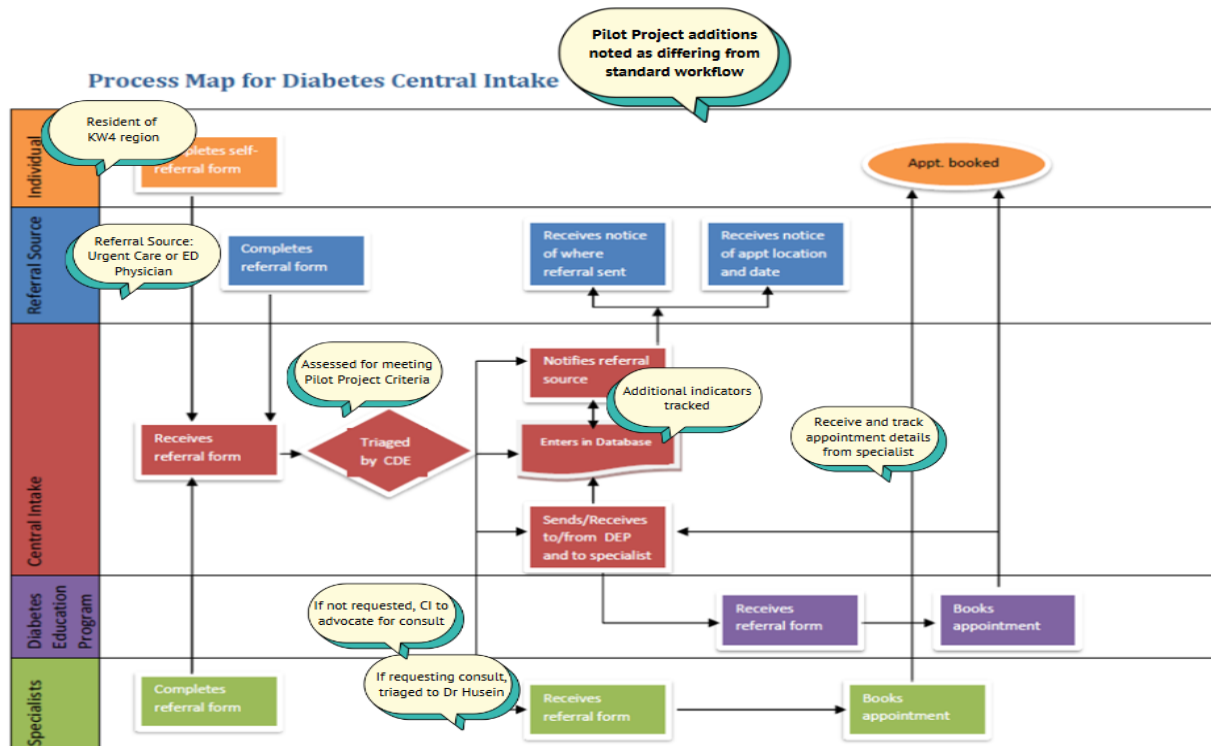 Pilot Project additions
noted as differing from
standard workflow
Process Map for Diabetes Central Intake
Individual
Resident of
KW4 region
Completes self-
referral form
Appt. booked
Referral Source
Referral Source:
Urgent Care or ED
Physician
Completes
referral form
Receives notice
of where
referral sent
Receives notice
of appt location
and date
Central Intake
Assessed for meeting
Pilot Project Criteria
Notifies referral
source
Additional indicators
tracked
Receives
referral form
Triaged
by CDE
Enters in Database
Receive and track
appointment details
from specialist
Sends/Receives
to/from DEP
and to specialist
Diabetes
Education
Program
If not requested, CI to
advocate for consult
Receives
referral form
Books
appointment
Specialists
Completes
referral form
If requesting consult,
triaged to Dr Husein
Receives
referral form
Books
appointment